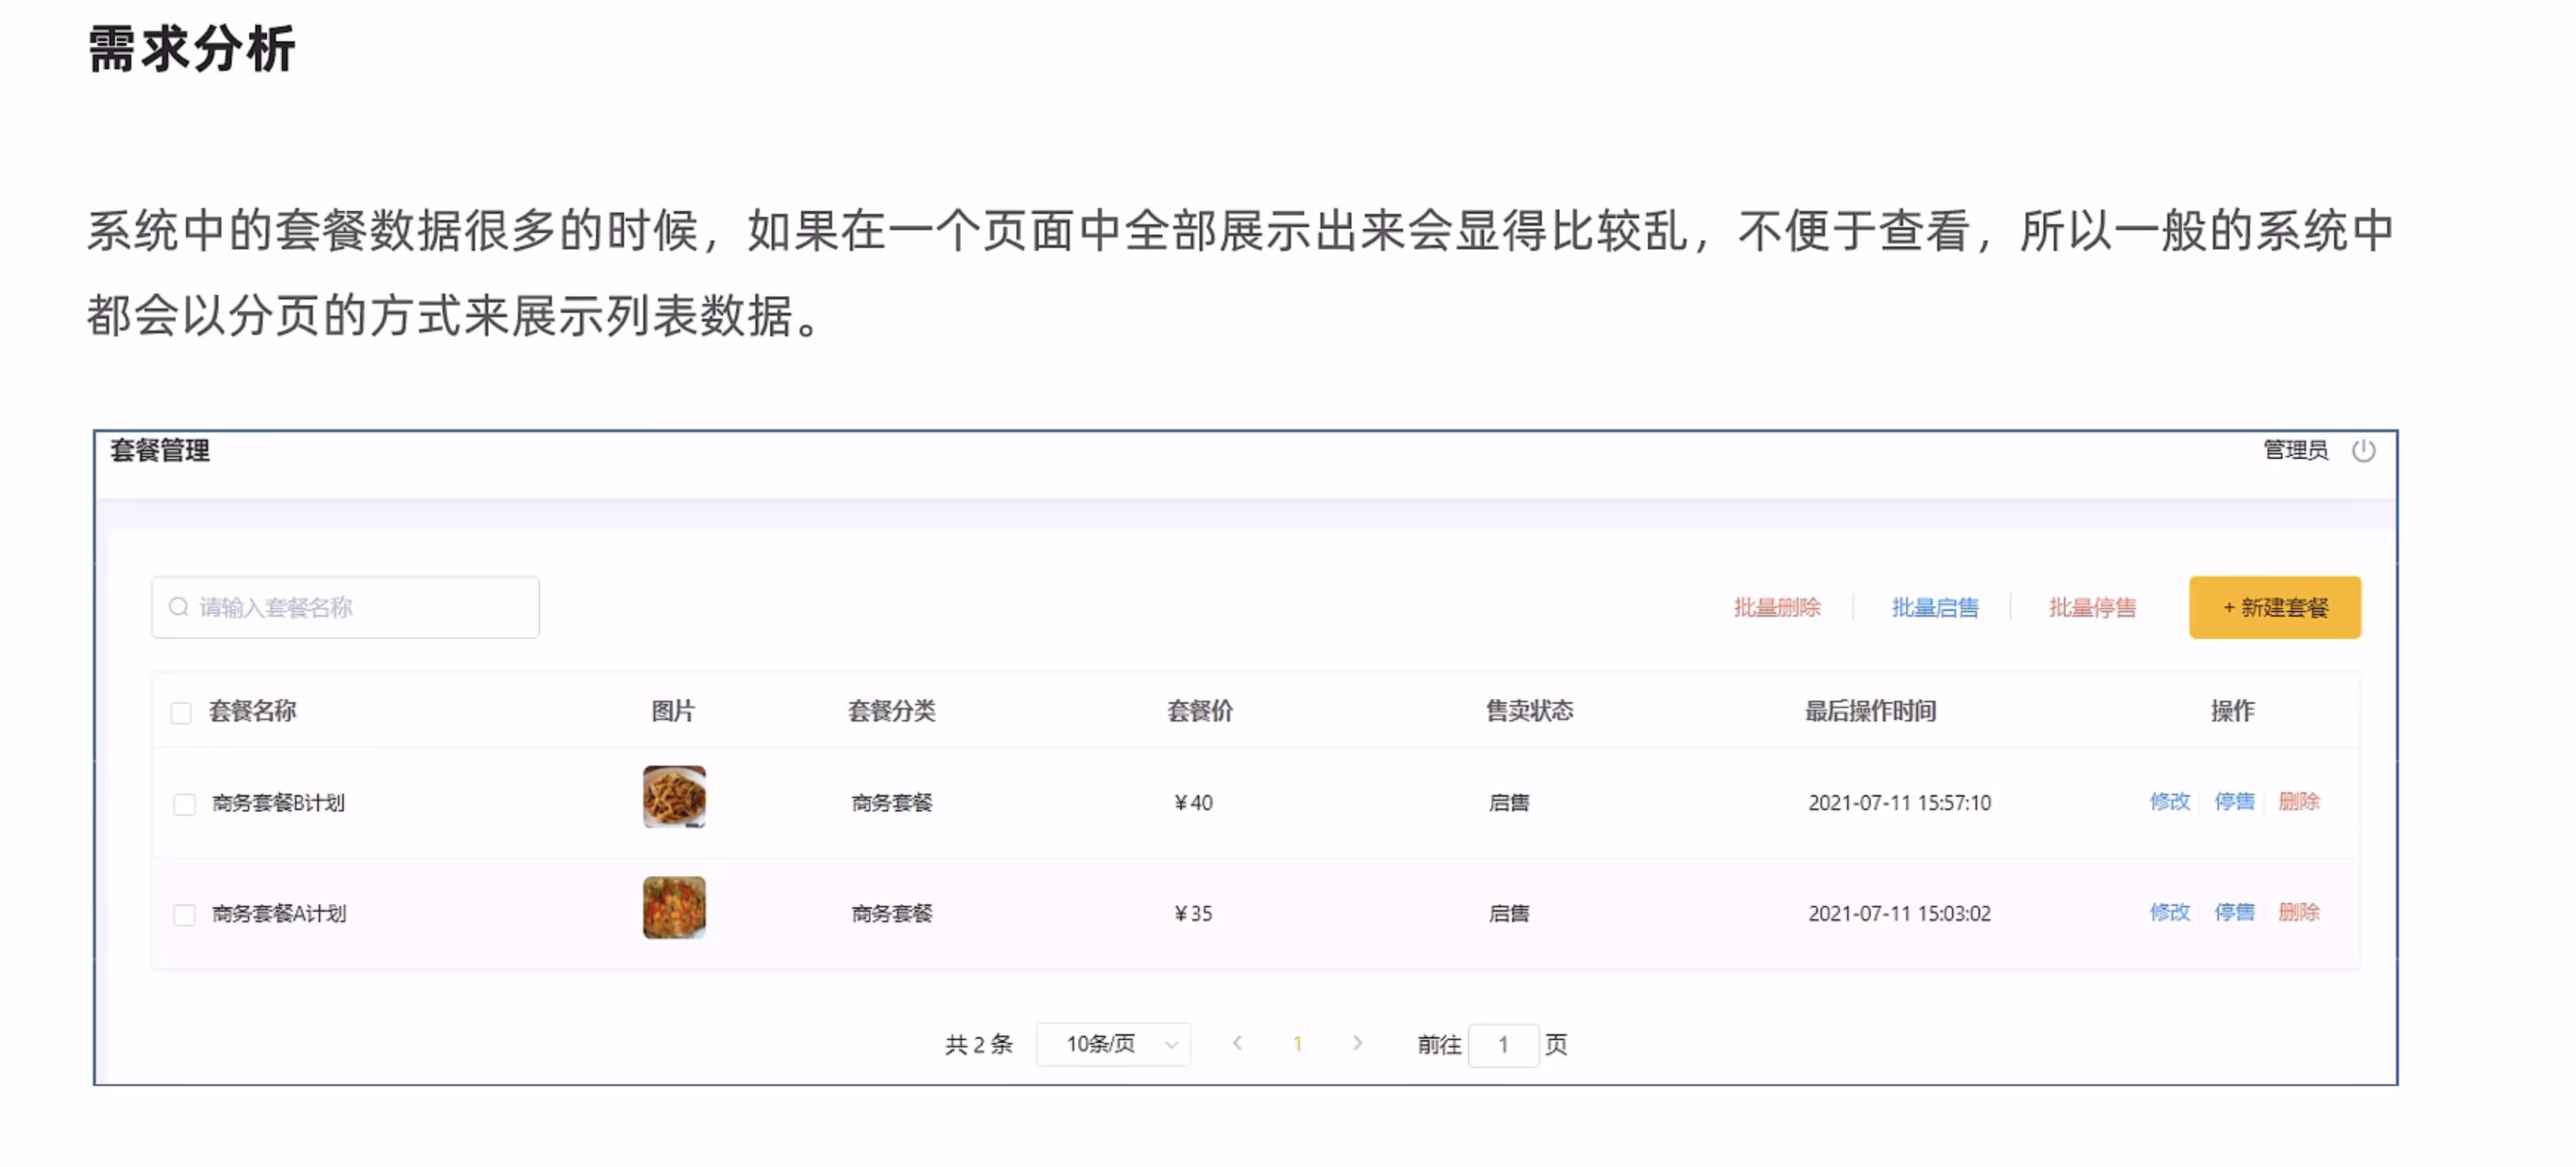 需求分析
系统中的套餐数据很多的时候，如果在一个页面中全部展示出来会显得比较乱，不便于查看，所以一般的系统中
都会以分页的方式来展示列表数据。
套餐管理 管理员
请输入套餐名称 批量删除 批量启售 批量停售 + 新建套餐
套餐名称 图片 套餐分类 套餐价 售卖状态 最后操作时间 操作
商务套餐B计划 商务套餐 ￥40 启售 2021-07-11 15:57:10 修改 停售 删除
商务套餐A计划 商务套餐 ￥35 启售 2021-07-11 15:03:02 修改 停售 删除
共 2 条 10条/页 1 前往 1 页